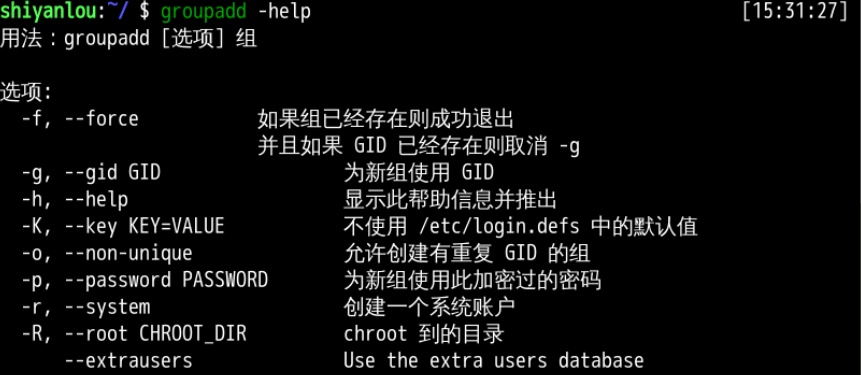 shiyanlou:~/ $ groupadd -help [15:31:27]
用法：groupadd [选项] 组
选项:
-f, --force 如果组已经存在则成功退出
并且如果 GID 已经存在则取消 -g
-g, --gid GID 为新组使用 GID
-h, --help 显示此帮助信息并推出
-K, --key KEY=VALUE 不使用 /etc/login.defs 中的默认值
-o, --non-unique 允许创建有重复 GID 的组
-p, --password PASSWORD 为新组使用此加密过的密码
-r, --system 创建一个系统账户
-R, --root CHROOT_DIR chroot 到的目录
--extrausers Use the extra users database